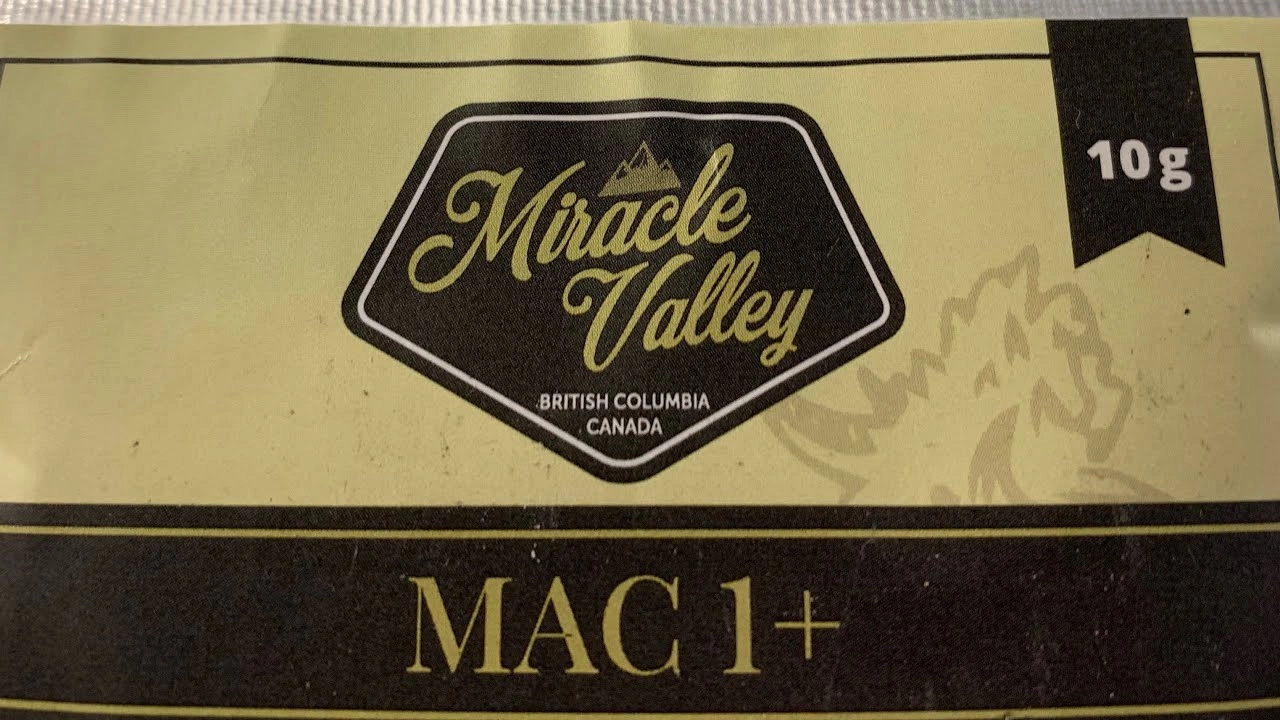 10g
Miracle
Valley
BRITISH COLUMBIA
CANADA
MAC 1+